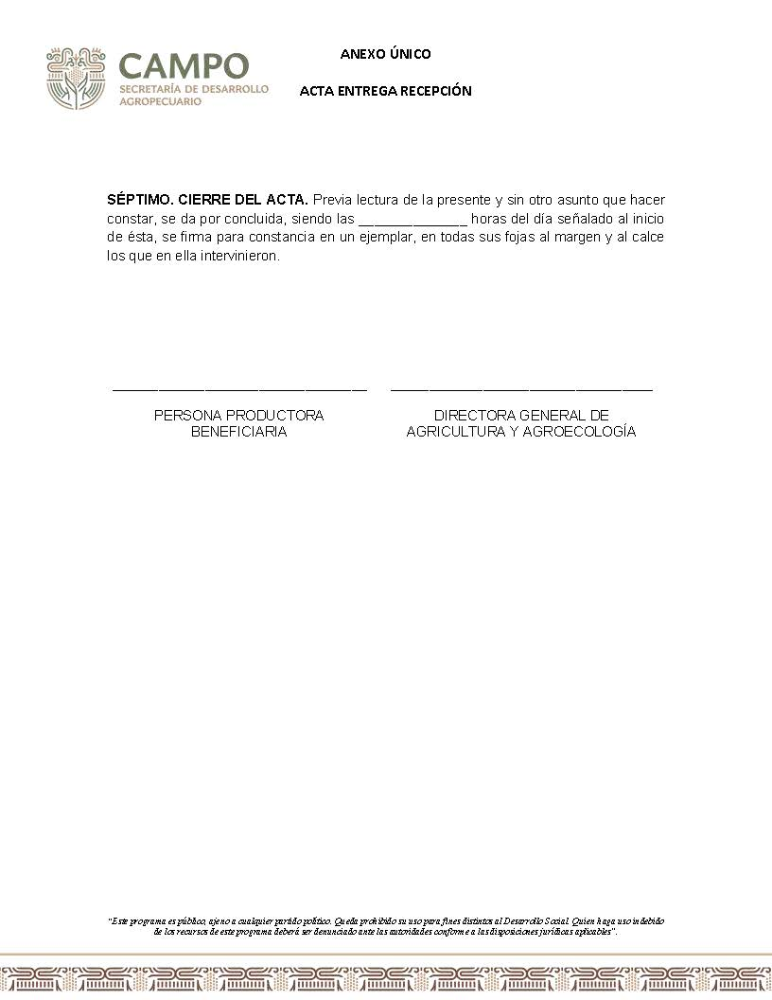 CAMPO
SECRETARÍA DE DESARROLLO
AGROPECUARIO
ANEXO ÚNICO
ACTA ENTREGA RECEPCIÓN
SÉPTIMO. CIERRE DEL ACTA. Previa lectura de la presente y sin otro asunto que hacer
constar, se da por concluida, siendo las ______________ horas del día señalado al inicio
de ésta, se firma para constancia en un ejemplar, en todas sus fojas al margen y al calce
los que en ella intervinieron.
_________________________________ __________________________________
PERSONA PRODUCTORA
BENEFICIARIA
DIRECTORA GENERAL DE
AGRICULTURA Y AGROECOLOGÍA
"Este programa es público, ajeno a cualquier partido político. Queda prohibido su uso para fines distintos al Desarrollo Social. Quien haga uso indebido
de los recursos de este programa deberá ser denunciado ante las autoridades conforme a las disposiciones jurídicas aplicables".